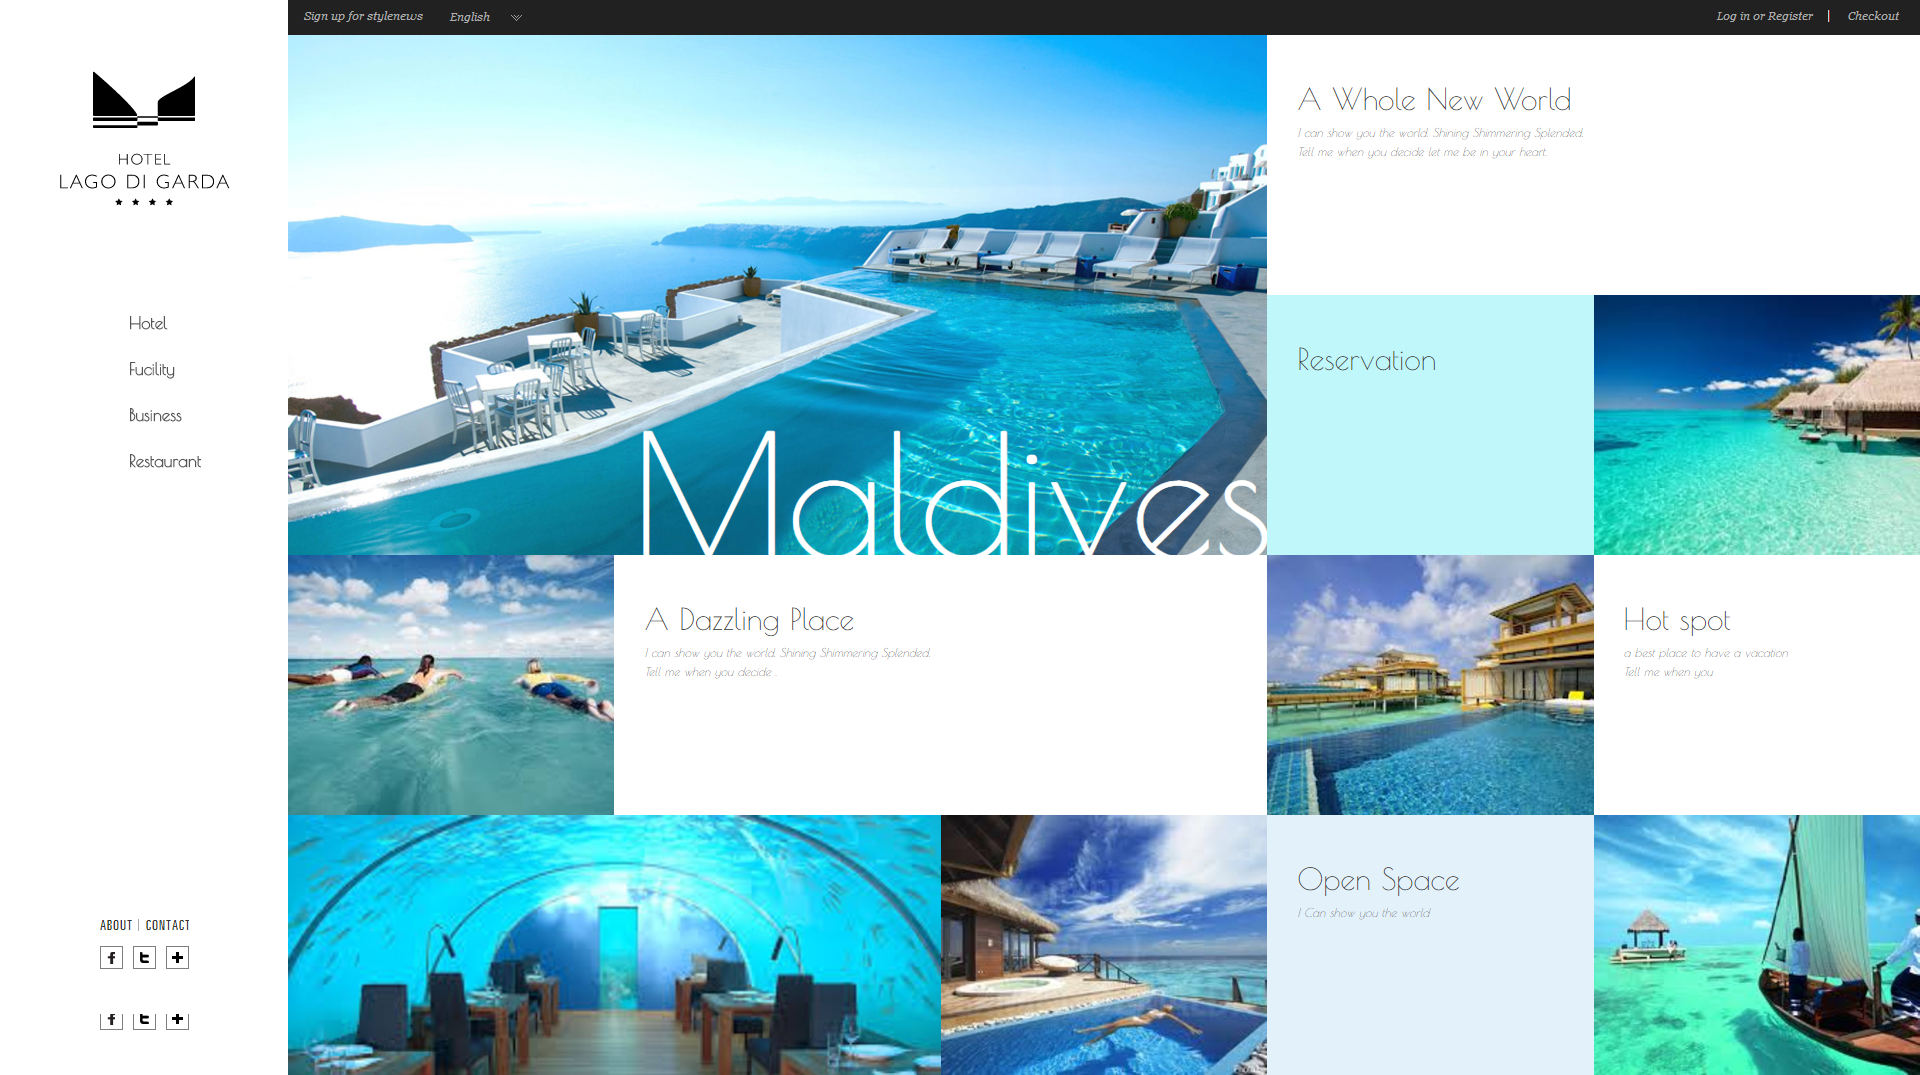 Sign up for stylenews
English
Log in or Register
Checkout
HOTEL
LAGO DI GARDA
Hotel
Fucility
Business
Restaurant
ABOUT | CONTACT
Maldives
A Whole New World
I can show you the world. Shining Shimmering Splended.
Tell me when you decide let me be in your heart.
Reservation
A Dazzling Place
I can show you the world. Shining Shimmering Splended.
Tell me when you decide .
Hot spot
a best place to have a vacation
Tell me when you
Open Space
I Can show you the world